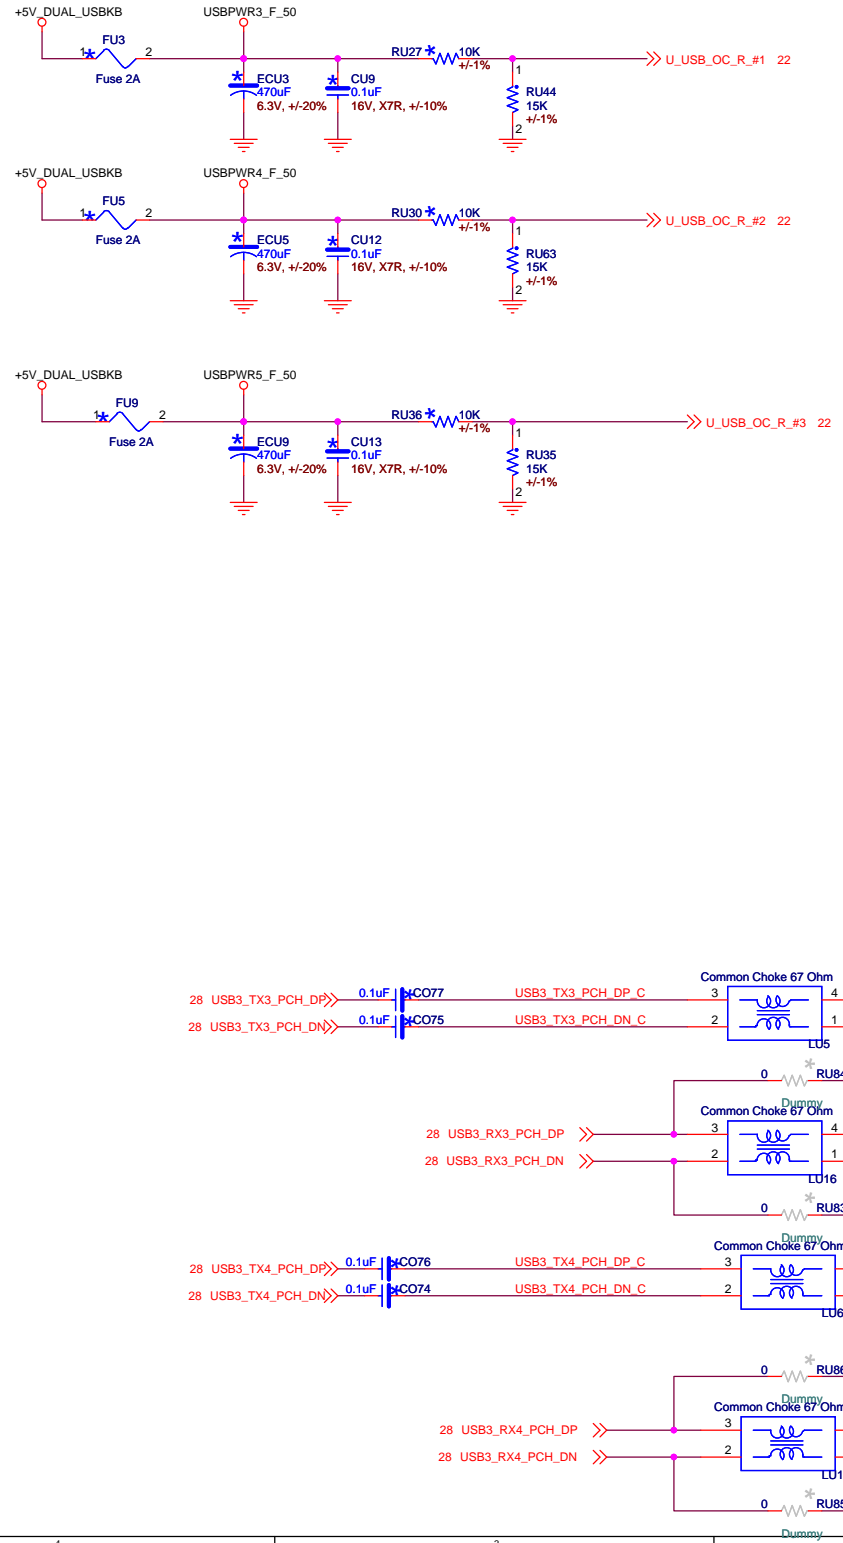 +5V_DUAL_USBKB USBPWR3_F_50
FU3
1 * 2
Fuse 2A
RU27 * 10K
+/-1%
U_USB_OC_R_#1 22
* ECU3
470uF
6.3V, +/-20%
* CU9
0.1uF
16V, X7R, +/-10%
1
RU44
15K
+/-1%
2
+5V_DUAL_USBKB USBPWR4_F_50
FU5
1 * 2
Fuse 2A
RU30 * 10K
+/-1%
U_USB_OC_R_#2 22
* ECU5
470uF
6.3V, +/-20%
* CU12
0.1uF
16V, X7R, +/-10%
1
RU63
15K
+/-1%
2
+5V_DUAL_USBKB USBPWR5_F_50
FU9
1 * 2
Fuse 2A
RU36 * 10K
+/-1%
U_USB_OC_R_#3 22
* ECU9
470uF
6.3V, +/-20%
* CU13
0.1uF
16V, X7R, +/-10%
1
RU35
15K
+/-1%
2
Common Choke 67 Ohm
28 USB3_TX3_PCH_DP 0.1uF * CO77 USB3_TX3_PCH_DP_C 3 4
28 USB3_TX3_PCH_DN 0.1uF * CO75 USB3_TX3_PCH_DN_C 2 1
LU5
0 * RU84
Dummy
Common Choke 67 Ohm
28 USB3_RX3_PCH_DP 3 4
28 USB3_RX3_PCH_DN 2 1
LU16
0 * RU83
Dummy
Common Choke 67 Ohm
28 USB3_TX4_PCH_DP 0.1uF * CO76 USB3_TX4_PCH_DP_C 3
28 USB3_TX4_PCH_DN 0.1uF * CO74 USB3_TX4_PCH_DN_C 2
LU6
0 * RU86
Dummy
Common Choke 67 Ohm
28 USB3_RX4_PCH_DP 3
28 USB3_RX4_PCH_DN 2
LU1
0 * RU85
Dummy